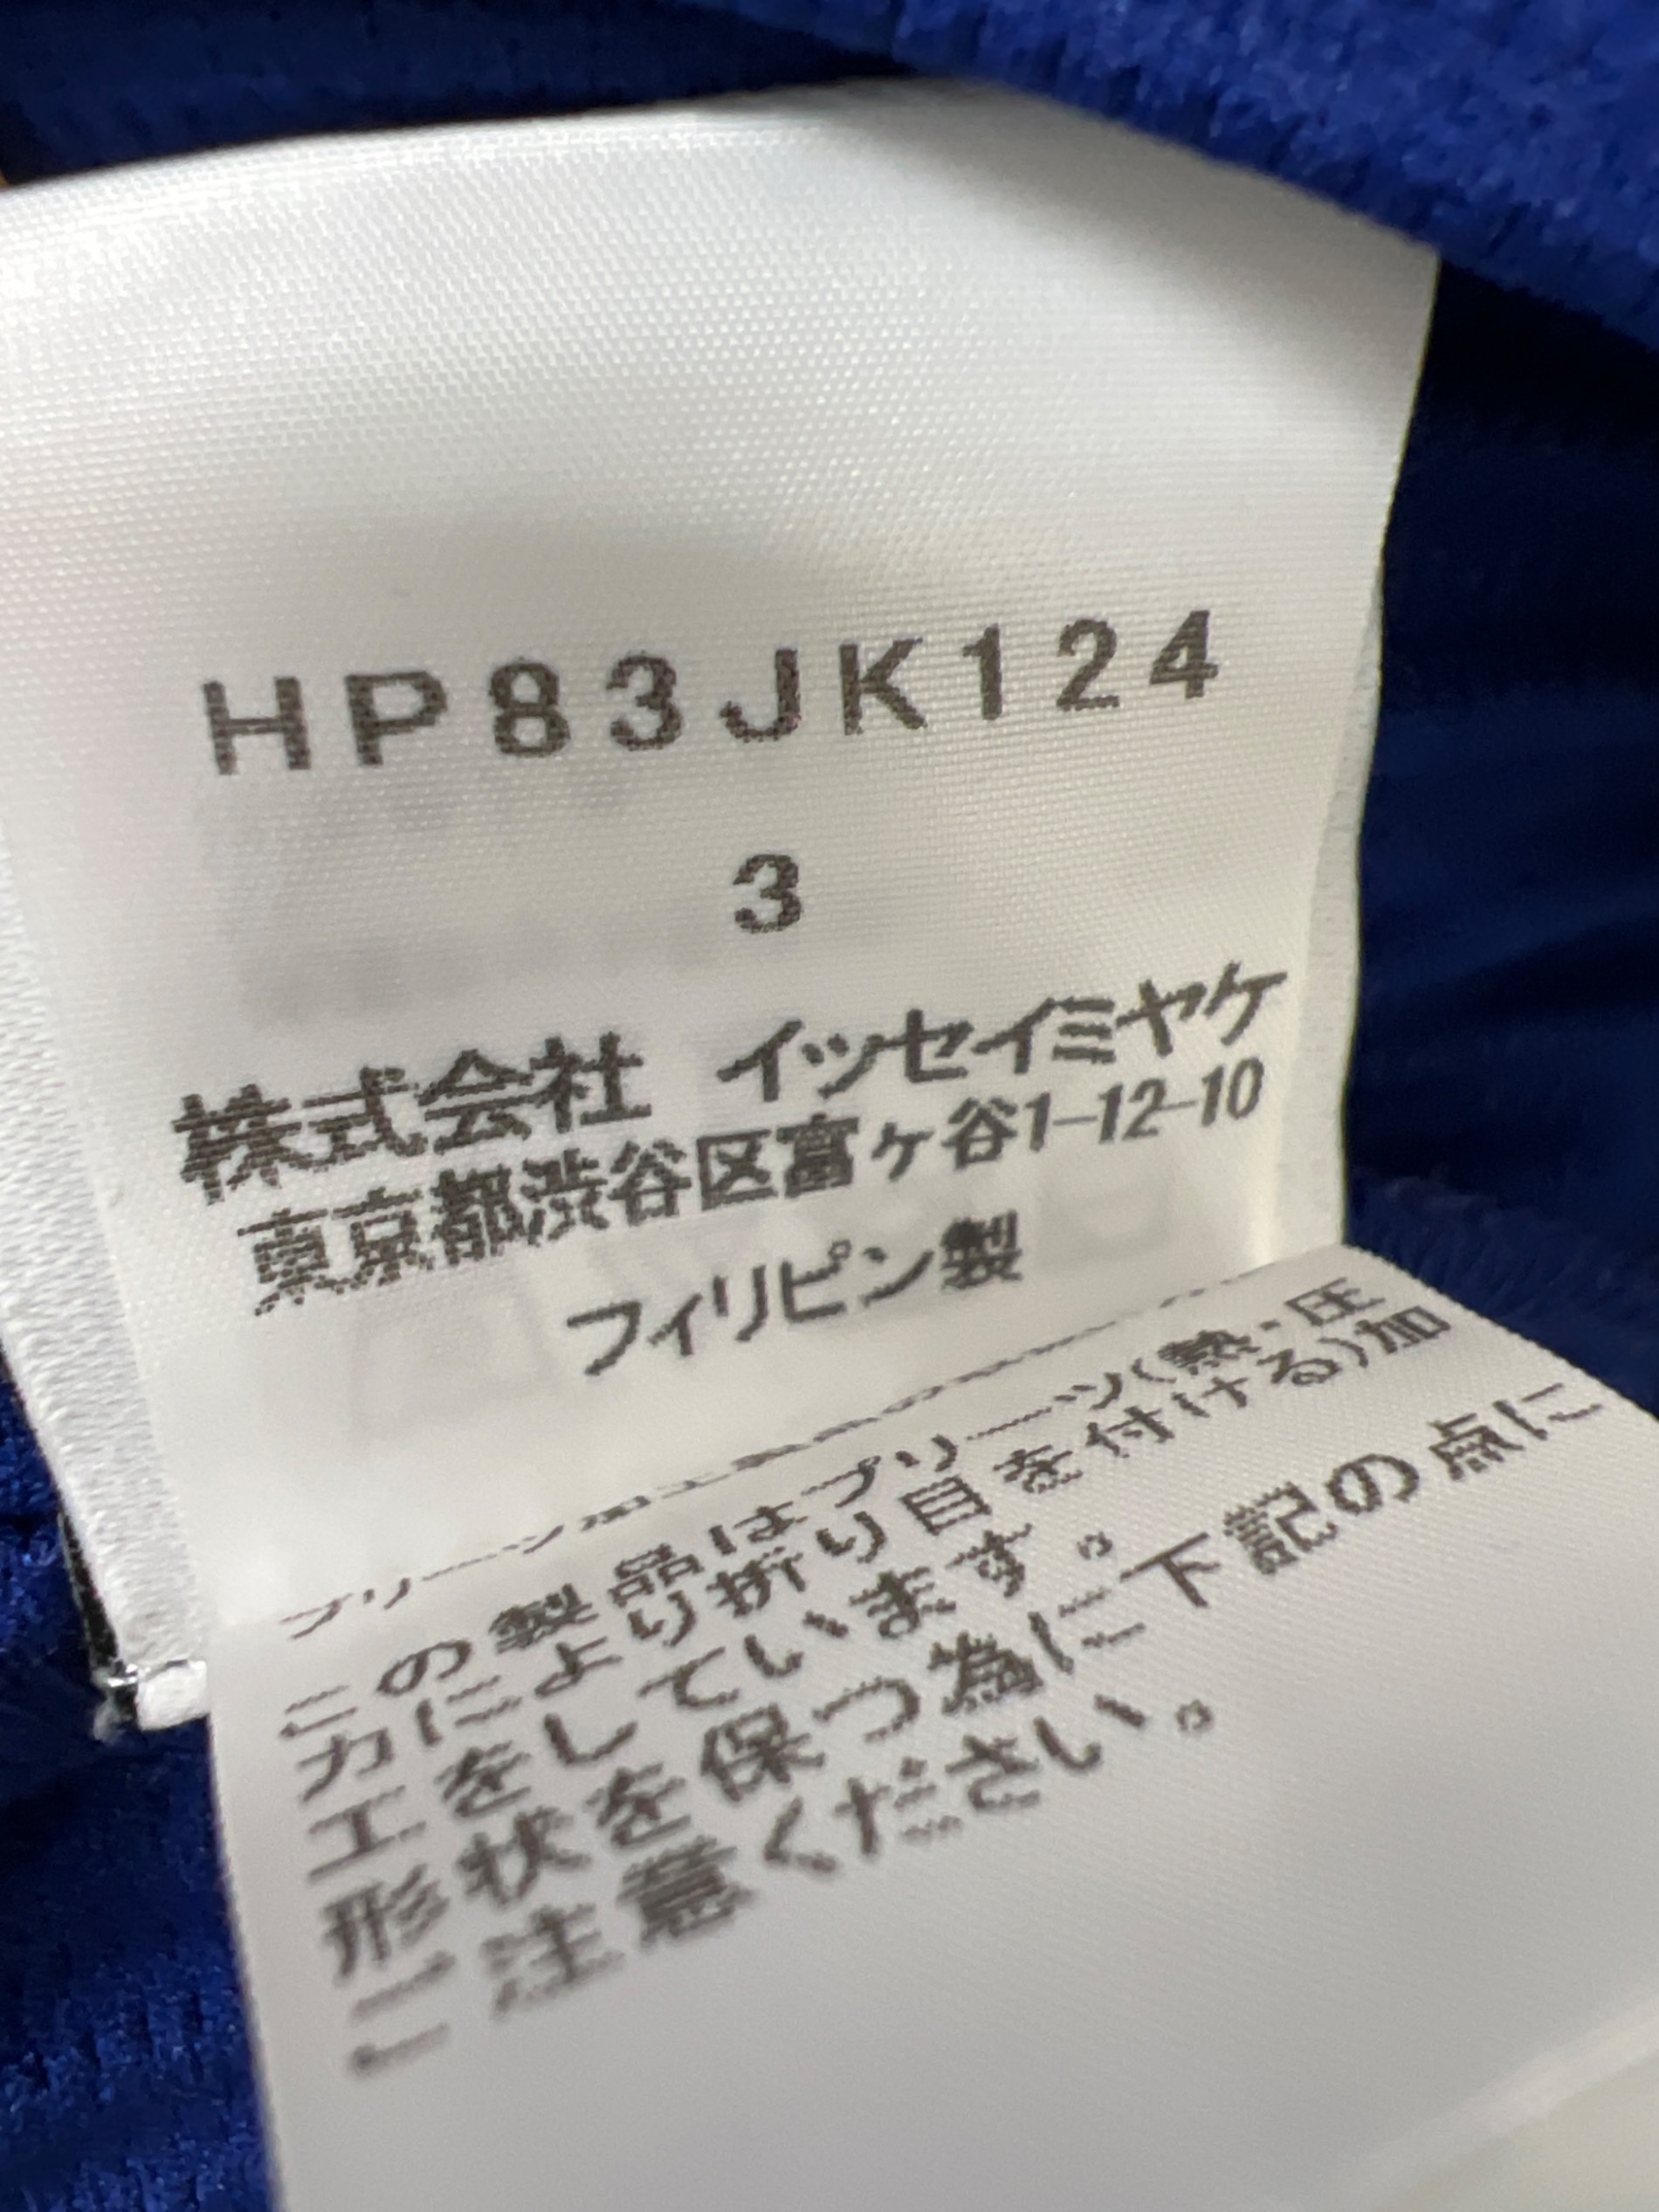 HP83JK124
3
株式会社 イッセイミヤケ
東京都渋谷区富ヶ谷1-12-10
フィリピン製
この製品はプリーツ(熱・圧
力により折り目を付ける)加
工をしています。
形状を保つ為に下記の点に
ご注意ください。